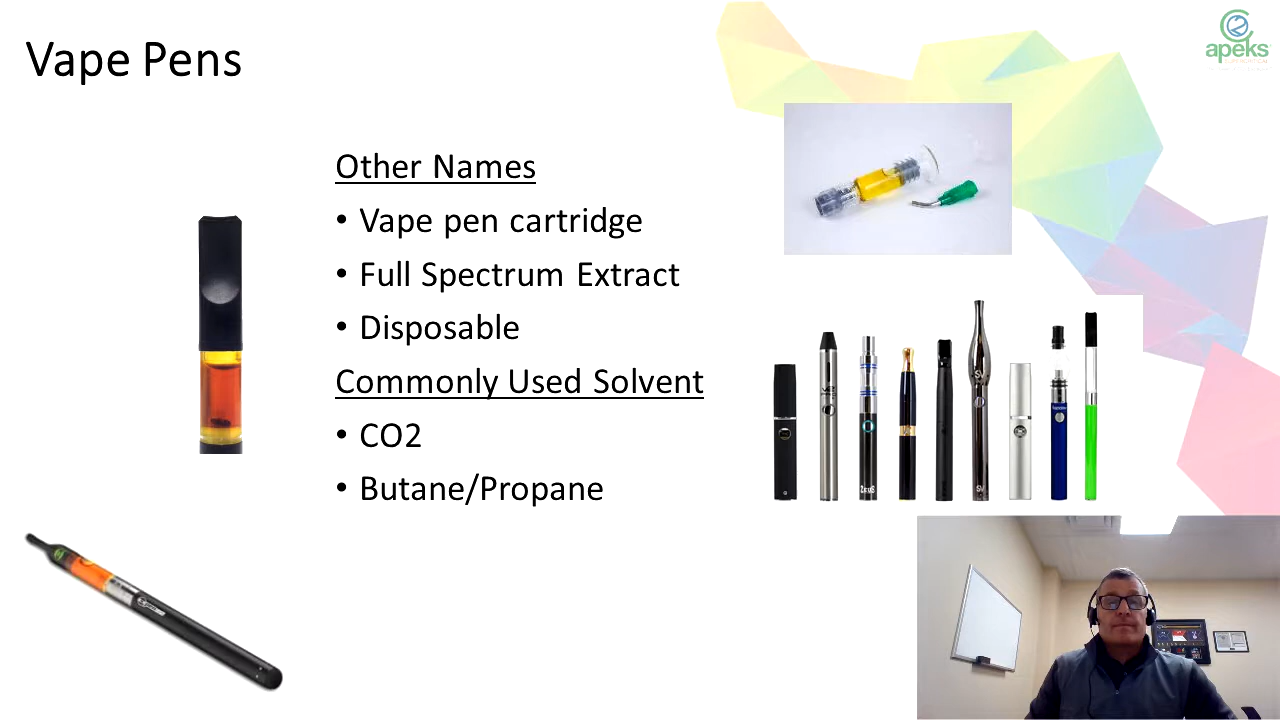 Vape Pens
apeks
Other Names
• Vape pen cartridge
• Full Spectrum Extract
• Disposable
Commonly Used Solvent
• CO2
• Butane/Propane